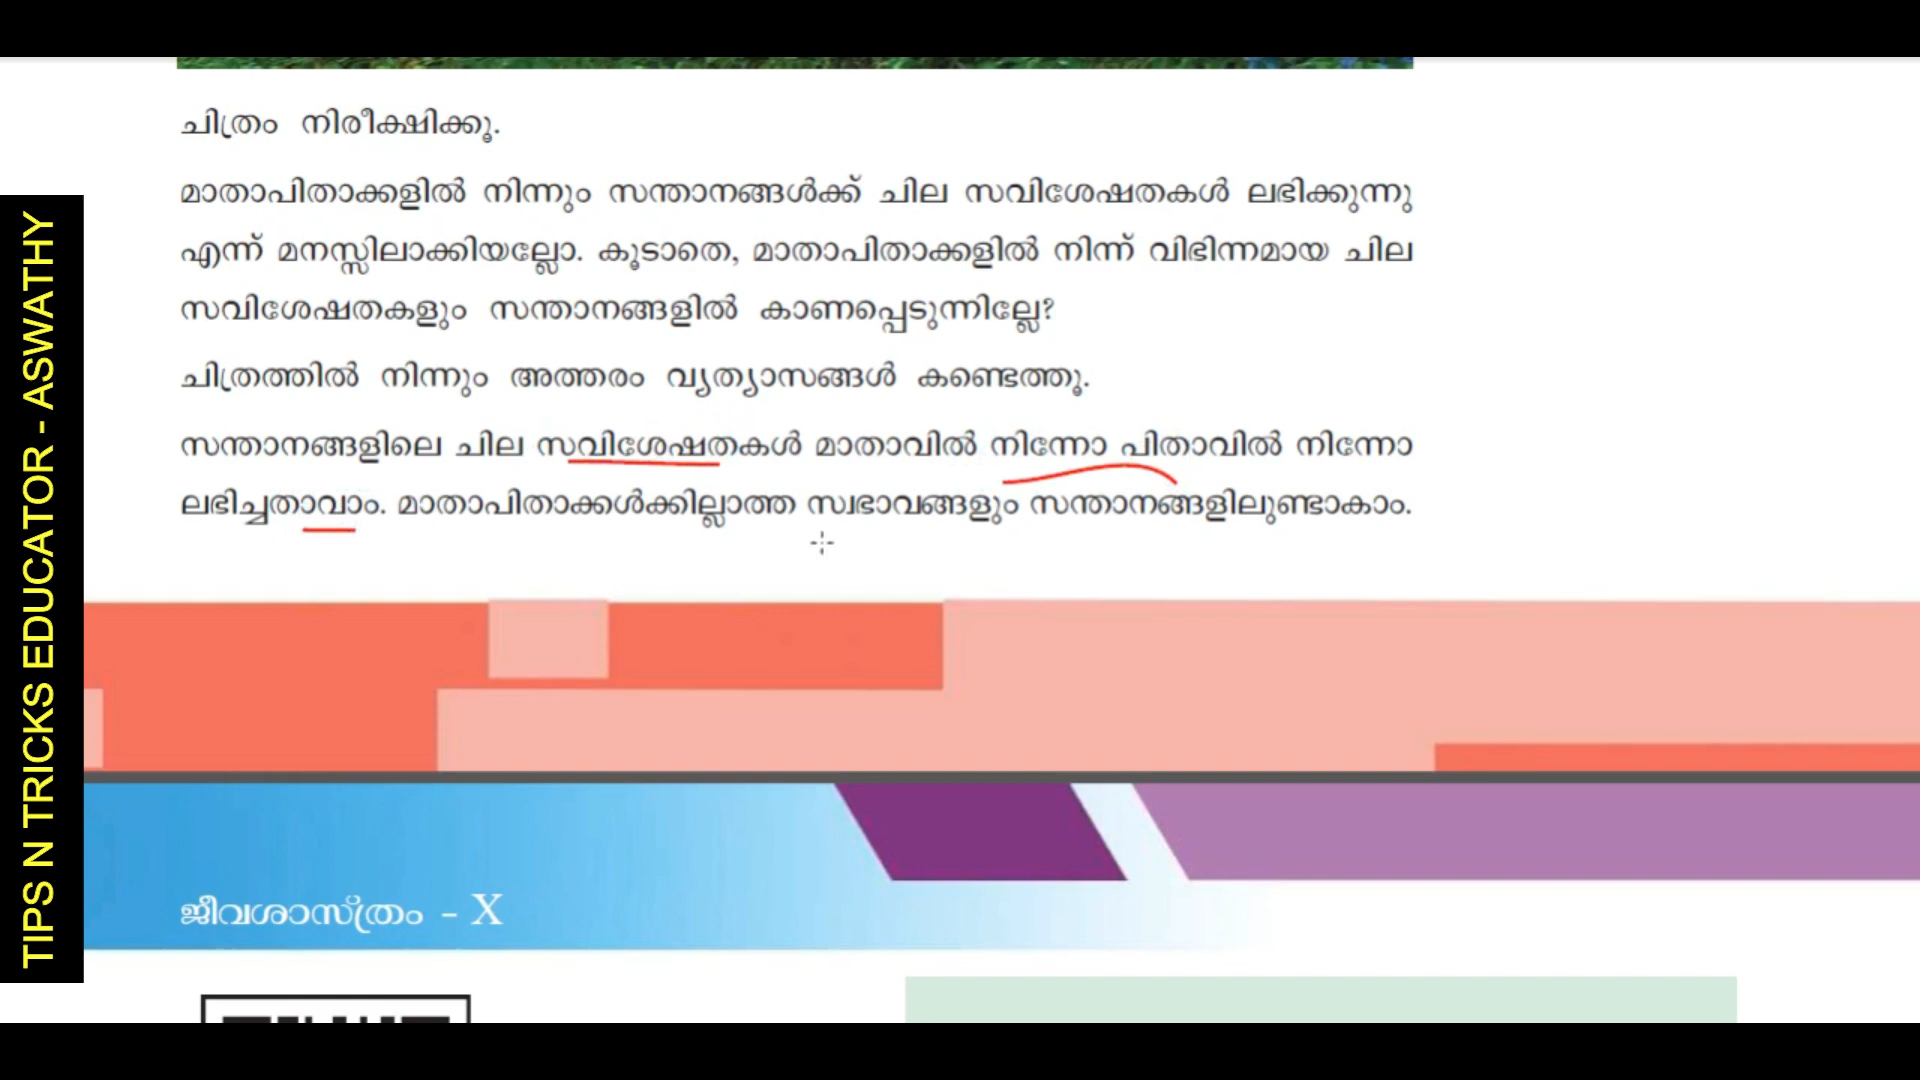 ചിത്രം നിരീക്ഷിക്കൂ.
മാതാപിതാക്കളിൽ നിന്നും സന്താനങ്ങൾക്ക് ചില സവിശേഷതകൾ ലഭിക്കുന്നു
എന്ന് മനസ്സിലാക്കിയല്ലോ. കൂടാതെ, മാതാപിതാക്കളിൽ നിന്ന് വിഭിന്നമായ ചില
സവിശേഷതകളും സന്താനങ്ങളിൽ കാണപ്പെടുന്നില്ലേ?
ചിത്രത്തിൽ നിന്നും അത്തരം വ്യത്യാസങ്ങൾ കണ്ടെത്തൂ.
സന്താനങ്ങളിലെ ചില സവിശേഷതകൾ മാതാവിൽ നിന്നോ പിതാവിൽ നിന്നോ
ലഭിച്ചതാവാം. മാതാപിതാക്കൾക്കില്ലാത്ത സ്വഭാവങ്ങളും സന്താനങ്ങളിലുണ്ടാകാം.
ജീവശാസ്ത്രം - X
TIPS N TRICKS EDUCATOR - ASWATHY